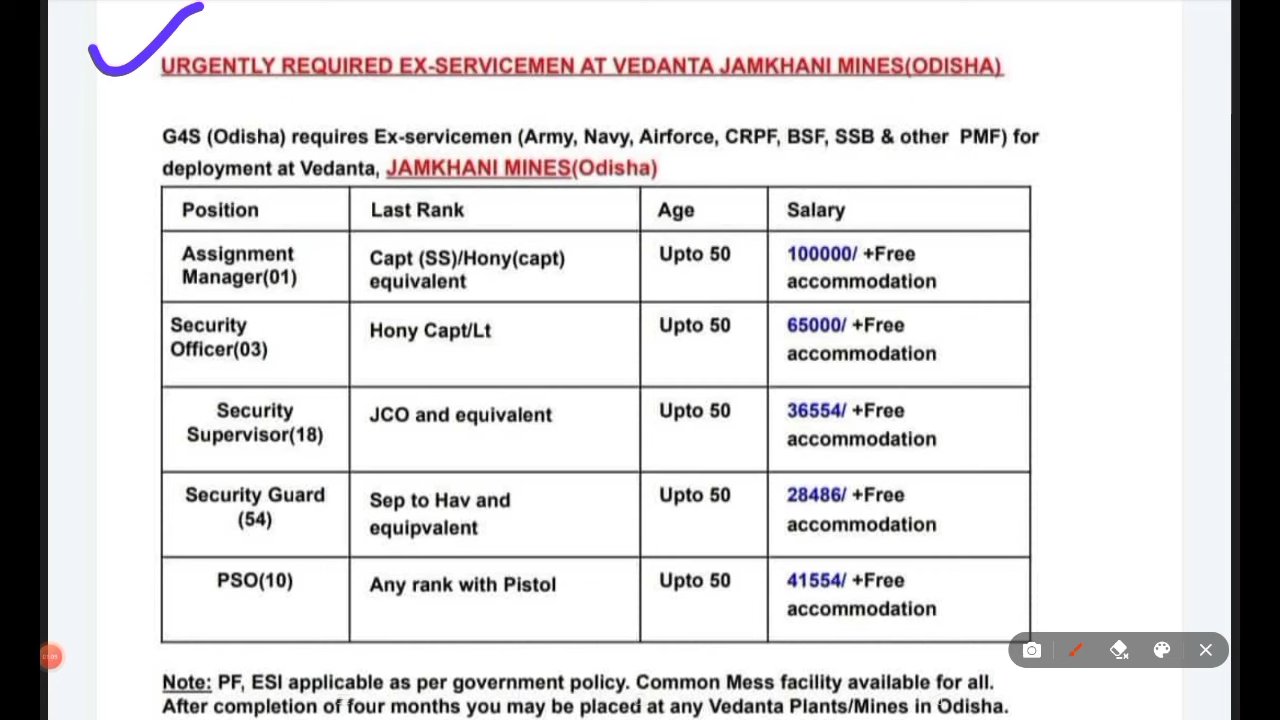 URGENTLY REQUIRED EX-SERVICEMEN AT VEDANTA JAMKHANI MINES(ODISHA)
G4S (Odisha) requires Ex-servicemen (Army, Navy, Airforce, CRPF, BSF, SSB & other PMF) for
deployment at Vedanta, JAMKHANI MINES(Odisha)
Position Last Rank Age Salary
Assignment
Manager(01)
Capt (SS)/Hony(capt)
equivalent
Upto 50
100000/ +Free
accommodation
Security
Officer(03)
Hony Capt/Lt
Upto 50
65000/ +Free
accommodation
Security
Supervisor(18)
JCO and equivalent
Upto 50
36554/ +Free
accommodation
Security Guard
(54)
Sep to Hav and
equipvalent
Upto 50
28486/ +Free
accommodation
PSO(10)
Any rank with Pistol
Upto 50
41554/ +Free
accommodation
Note: PF, ESI applicable as per government policy. Common Mess facility available for all.
After completion of four months you may be placed at any Vedanta Plants/Mines in Odisha.